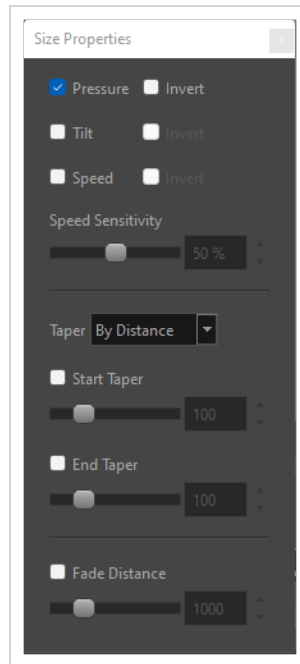 Size Properties x
Pressure Invert
Tilt Invert
Speed Invert
Speed Sensitivity
50 %
Taper By Distance
Start Taper
100
End Taper
100
Fade Distance
1000